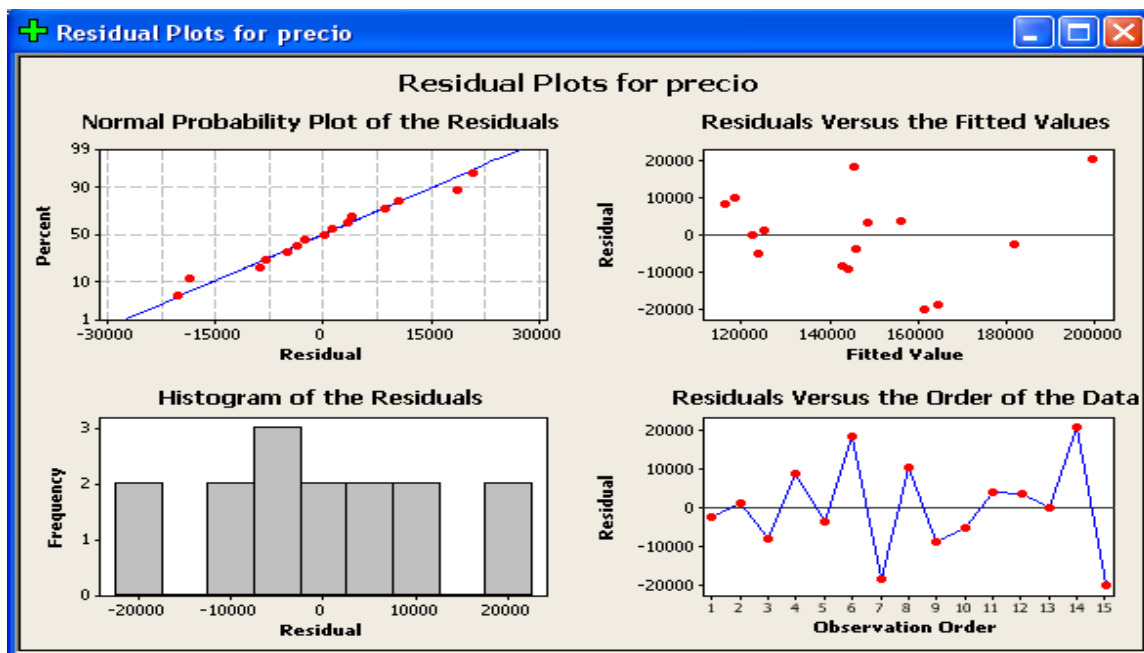 Residual Plots for precio
Residual Plots for precio
Normal Probability Plot of the Residuals
99
90
50
10
1
Percent
-30000 -15000 0 15000 30000
Residual
Residuals Versus the Fitted Values
20000
10000
0
-10000
-20000
Residual
120000 140000 160000 180000 200000
Fitted Value
Histogram of the Residuals
3
2
1
0
Frequency
-20000 -10000 0 10000 20000
Residual
Residuals Versus the Order of the Data
20000
10000
0
-10000
-20000
Residual
1 2 3 4 5 6 7 8 9 10 11 12 13 14 15
Observation Order